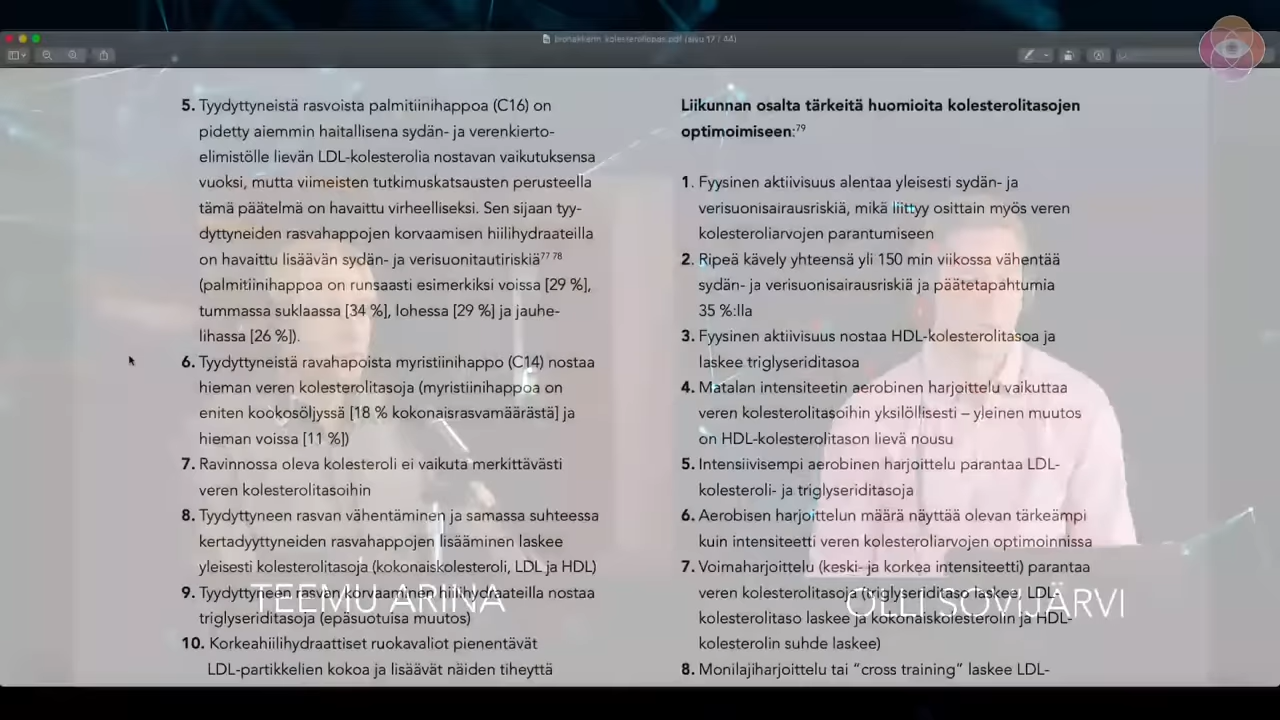 biohakkerin_kolesteroliopas.pdf (sivu 17 / 44)
5. Tyydyttyneistä rasvoista palmitiinihappoa (C16) on
pidetty aiemmin haitallisena sydän- ja verenkierto-
elimistölle lievän LDL-kolesterolia nostavan vaikutuksensa
vuoksi, mutta viimeisten tutkimuskatsausten perusteella
tämä päätelmä on havaittu virheelliseksi. Sen sijaan tyy-
dyttyneiden rasvahappojen korvaamisen hiilihydraateilla
on havaittu lisäävän sydän- ja verisuonitautiriskiä⁷⁷ ⁷⁸
(palmitiinihappoa on runsaasti esimerkiksi voissa [29 %],
tummassa suklaassa [34 %], lohessa [29 %] ja jauhe-
lihassa [26 %]).
6. Tyydyttyneistä ravahapoista myristiinihappo (C14) nostaa
hieman veren kolesterolitasoja (myristiinihappoa on
eniten kookosöljyssä [18 % kokonaisrasvamäärästä] ja
hieman voissa [11 %])
7. Ravinnossa oleva kolesteroli ei vaikuta merkittävästi
veren kolesterolitasoihin
8. Tyydyttyneen rasvan vähentäminen ja samassa suhteessa
kertadyyttyneiden rasvahappojen lisääminen laskee
yleisesti kolesterolitasoja (kokonaiskolesteroli, LDL ja HDL)
9. Tyydyttyneen rasvan korvaaminen hiilihydraateilla nostaa
triglyseriditasoja (epäsuotuisa muutos)
10. Korkeahiilihydraattiset ruokavaliot pienentävät
LDL-partikkelien kokoa ja lisäävät näiden tiheyttä
Liikunnan osalta tärkeitä huomioita kolesterolitasojen
optimoimiseen:⁷⁹
1. Fyysinen aktiivisuus alentaa yleisesti sydän- ja
verisuonisairausriskiä, mikä liittyy osittain myös veren
kolesteroliarvojen parantumiseen
2. Ripeä kävely yhteensä yli 150 min viikossa vähentää
sydän- ja verisuonisairausriskiä ja päätetapahtumia
35 %:lla
3. Fyysinen aktiivisuus nostaa HDL-kolesterolitasoa ja
laskee triglyseriditasoa
4. Matalan intensiteetin aerobinen harjoittelu vaikuttaa
veren kolesterolitasoihin yksilöllisesti – yleinen muutos
on HDL-kolesterolitason lievä nousu
5. Intensiivisempi aerobinen harjoittelu parantaa LDL-
kolesteroli- ja triglyseriditasoja
6. Aerobisen harjoittelun määrä näyttää olevan tärkeämpi
kuin intensiteetti veren kolesteroliarvojen optimoinnissa
7. Voimaharjoittelu (keski- ja korkea intensiteetti) parantaa
veren kolesterolitasoja (triglyseriditaso laskee, LDL-
kolesterolitaso laskee ja kokonaiskolesterolin ja HDL-
kolesterolin suhde laskee)
8. Monilajiharjoittelu tai “cross training” laskee LDL-
TEEMU ARINA
OLLI SOVIJÄRVI